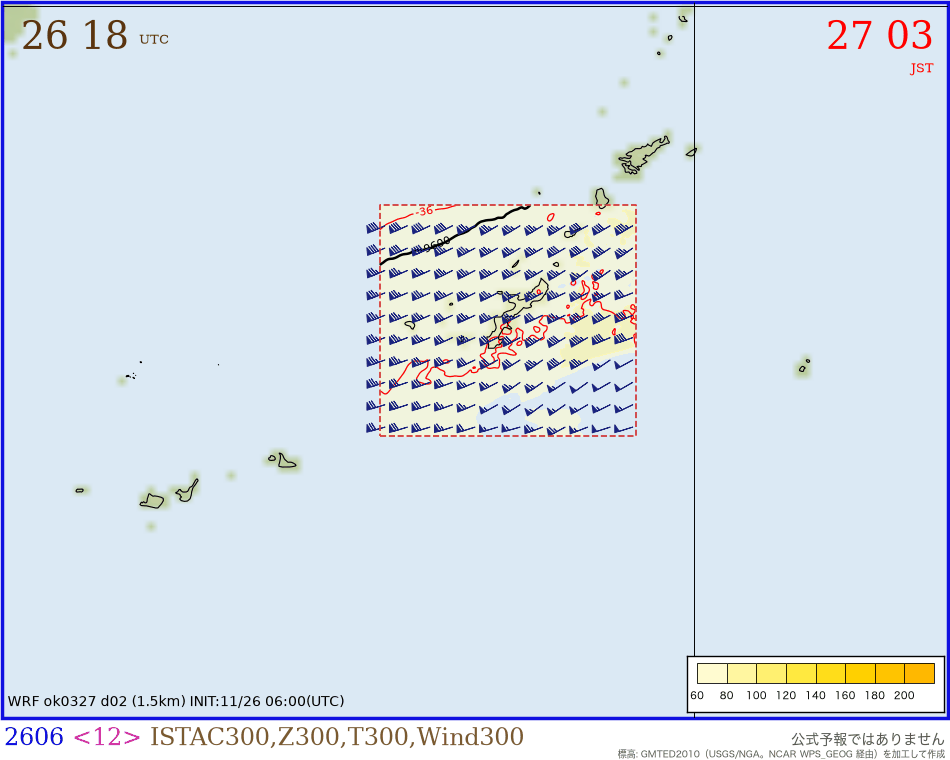 26 18 UTC
27 03
JST
-36
9600
60 80 100 120 140 160 180 200
WRF ok0327 d02 (1.5km) INIT:11/26 06:00(UTC)
2606 <12> ISTAC300,Z300,T300,Wind300
公式予報ではありません
標高: GMTED2010（USGS/NGA。NCAR WPS_GEOG 経由）を加工して作成